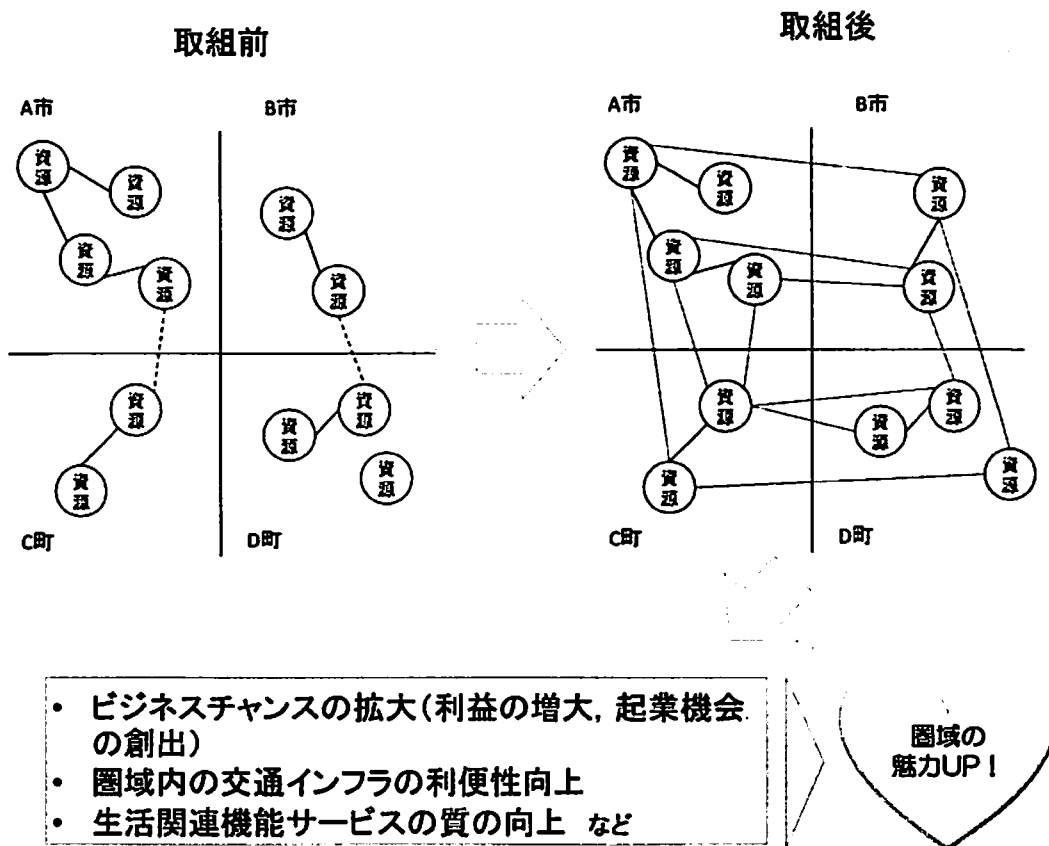 取組前
取組後
A市
B市
資源
資源
資源
資源
資源
資源
資源
資源
資源
資源
資源
C町
D町
A市
B市
資源
資源
資源
資源
資源
資源
資源
資源
資源
資源
資源
C町
D町
• ビジネスチャンスの拡大(利益の増大, 起業機会
の創出)
• 圏域内の交通インフラの利便性向上
• 生活関連機能サービスの質の向上 など
圏域の
魅力UP！